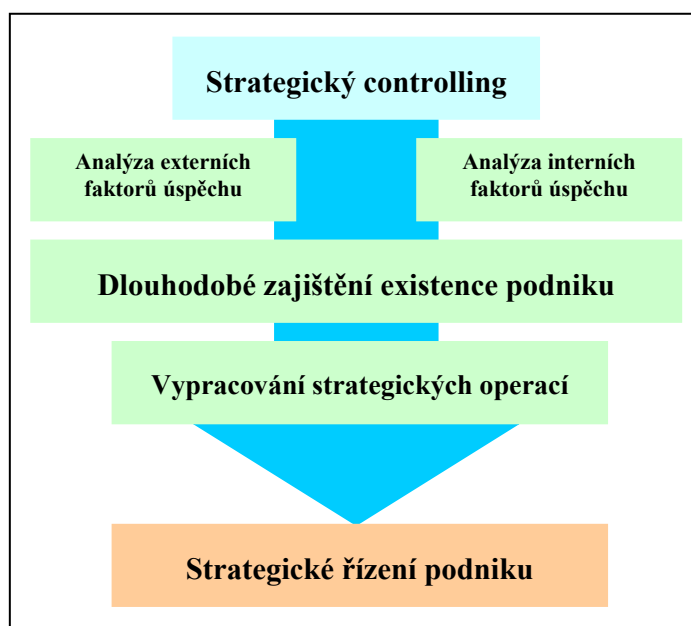 Strategický controlling
Analýza externích
faktorů úspěchu
Analýza interních
faktorů úspěchu
Dlouhodobé zajištění existence podniku
Vypracování strategických operací
Strategické řízení podniku